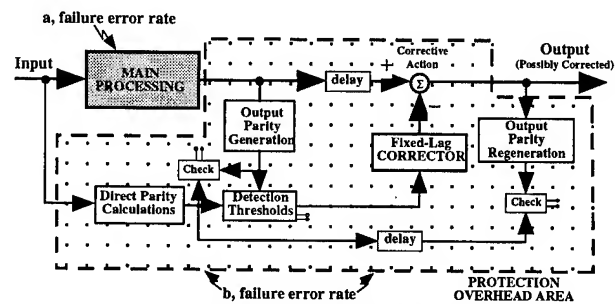 a, failure error rate
Input
MAIN
PROCESSING
delay
+
Corrective
Action
Σ
−
Output
(Possibly Corrected)
Output
Parity
Generation
Fixed-Lag
CORRECTOR
Output
Parity
Regeneration
Check
Direct Parity
Calculations
Detection
Thresholds
Check
delay
b, failure error rate
PROTECTION
OVERHEAD AREA